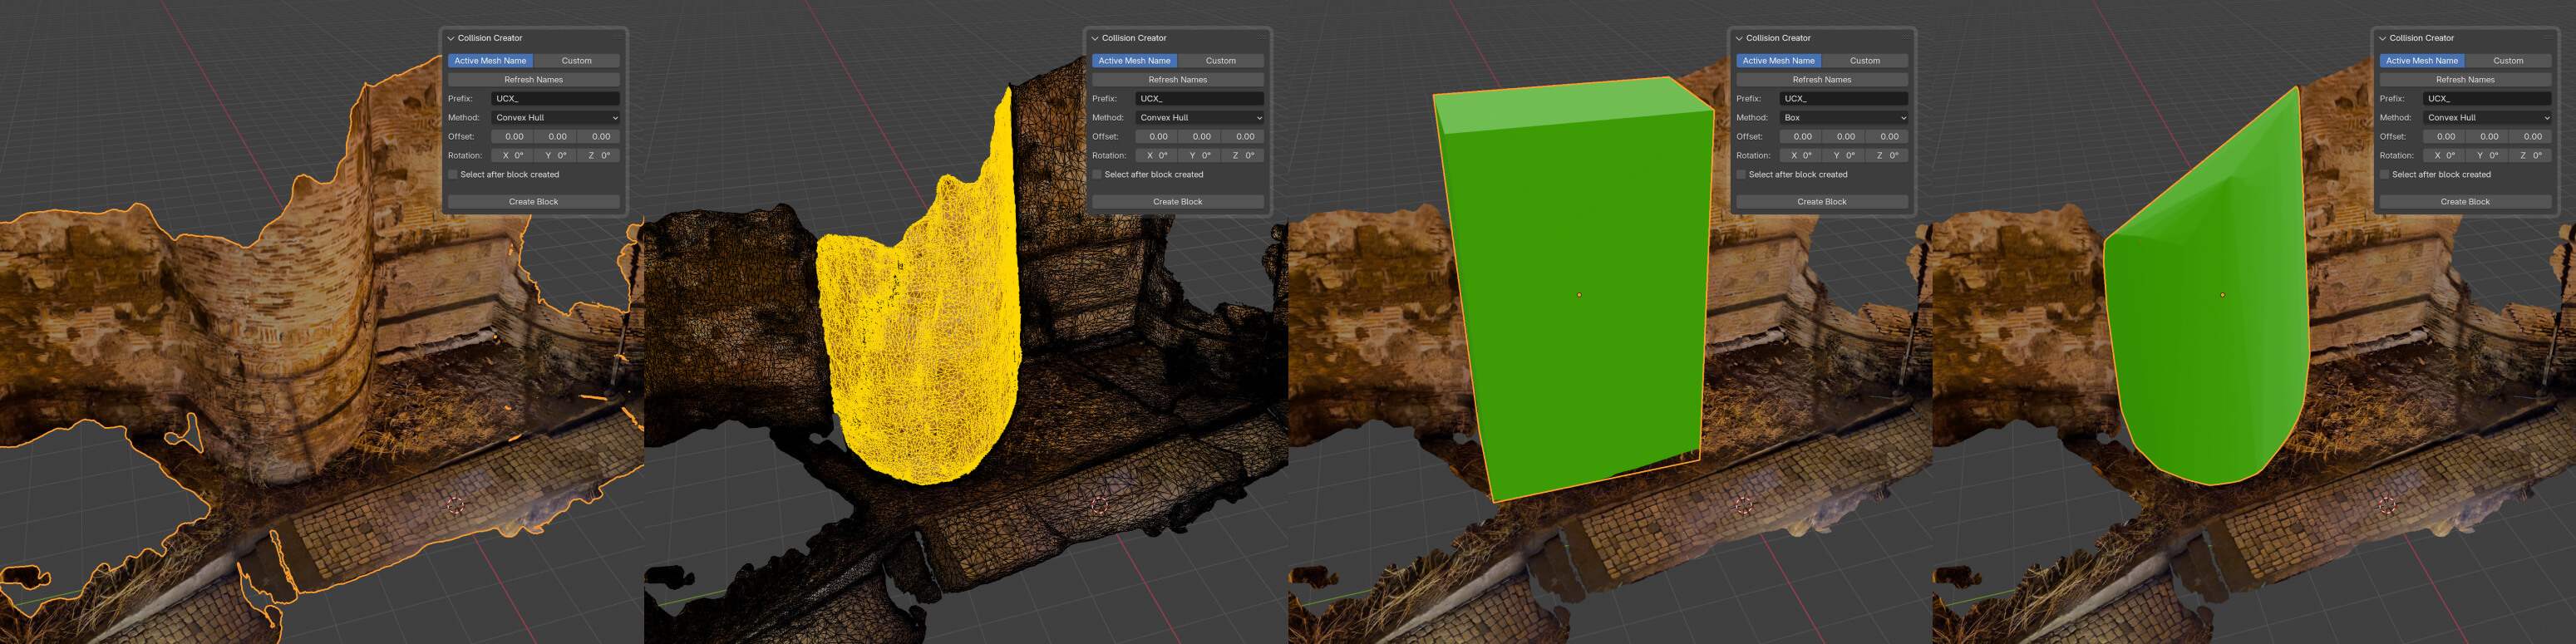 Collision Creator
Active Mesh Name Custom
Refresh Names
Prefix: UCX_
Method: Convex Hull
Offset: 0.00 0.00 0.00
Rotation: X 0° Y 0° Z 0°
Select after block created
Create Block
Collision Creator
Active Mesh Name Custom
Refresh Names
Prefix: UCX_
Method: Convex Hull
Offset: 0.00 0.00 0.00
Rotation: X 0° Y 0° Z 0°
Select after block created
Create Block
Collision Creator
Active Mesh Name Custom
Refresh Names
Prefix: UCX_
Method: Box
Offset: 0.00 0.00 0.00
Rotation: X 0° Y 0° Z 0°
Select after block created
Create Block
Collision Creator
Active Mesh Name Custom
Refresh Names
Prefix: UCX_
Method: Convex Hull
Offset: 0.00 0.00 0.00
Rotation: X 0° Y 0° Z 0°
Select after block created
Create Block